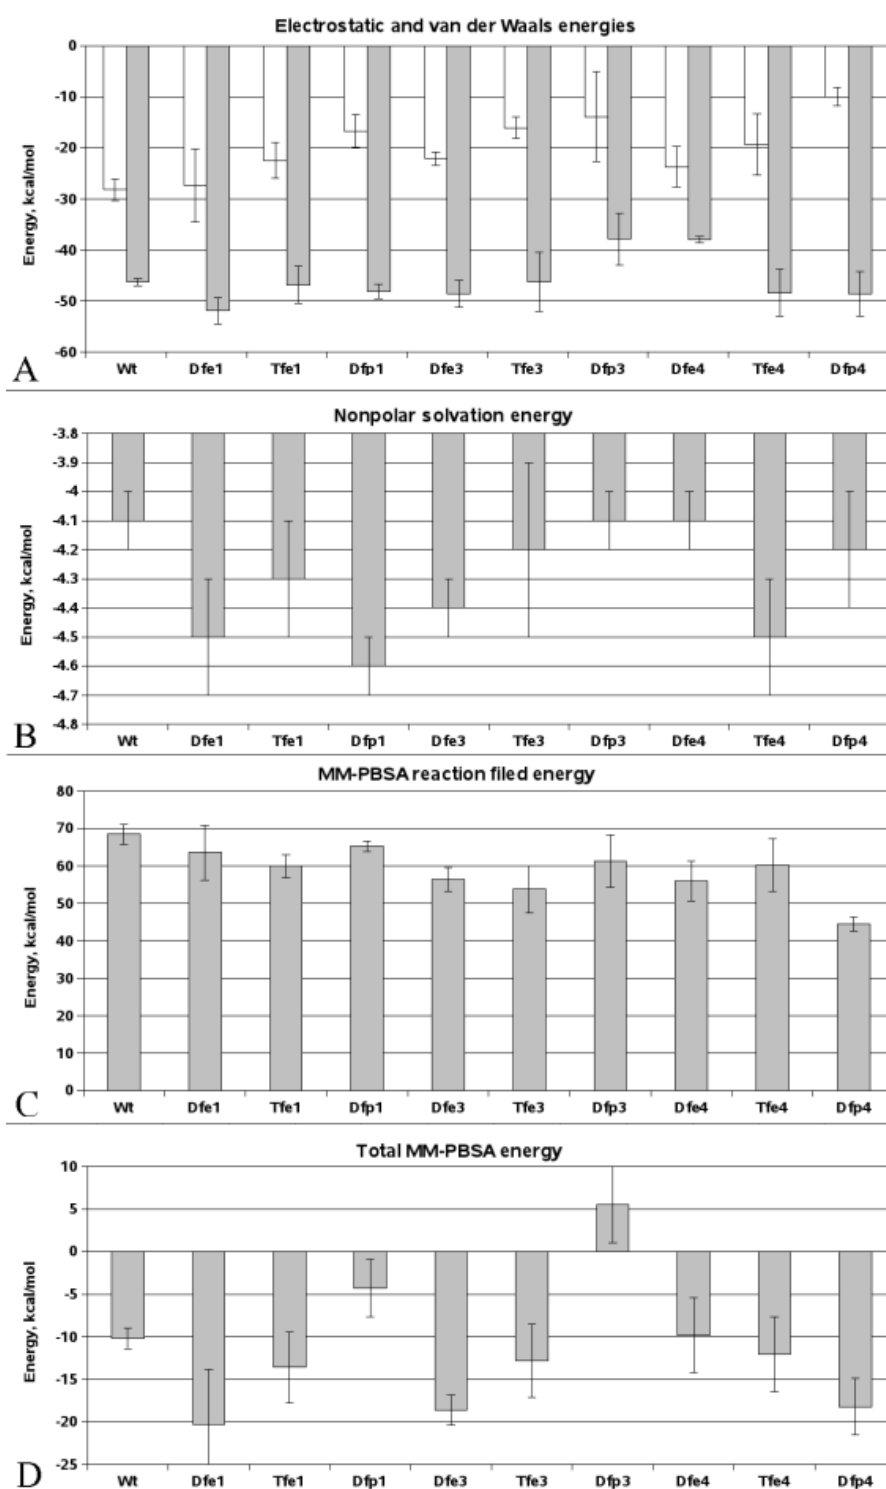 Electrostatic and van der Waals energies
0
-10
-20
-30
-40
-50
-60
Energy, kcal/mol
Wt Dfe1 Tfe1 Dfp1 Dfe3 Tfe3 Dfp3 Dfe4 Tfe4 Dfp4
A
Nonpolar solvation energy
-3.8
-3.9
-4
-4.1
-4.2
-4.3
-4.4
-4.5
-4.6
-4.7
-4.8
Energy, kcal/mol
Wt Dfe1 Tfe1 Dfp1 Dfe3 Tfe3 Dfp3 Dfe4 Tfe4 Dfp4
B
MM-PBSA reaction filed energy
80
70
60
50
40
30
20
10
0
Energy, kcal/mol
Wt Dfe1 Tfe1 Dfp1 Dfe3 Tfe3 Dfp3 Dfe4 Tfe4 Dfp4
C
Total MM-PBSA energy
10
5
0
-5
-10
-15
-20
-25
Energy, kcal/mol
Wt Dfe1 Tfe1 Dfp1 Dfe3 Tfe3 Dfp3 Dfe4 Tfe4 Dfp4
D